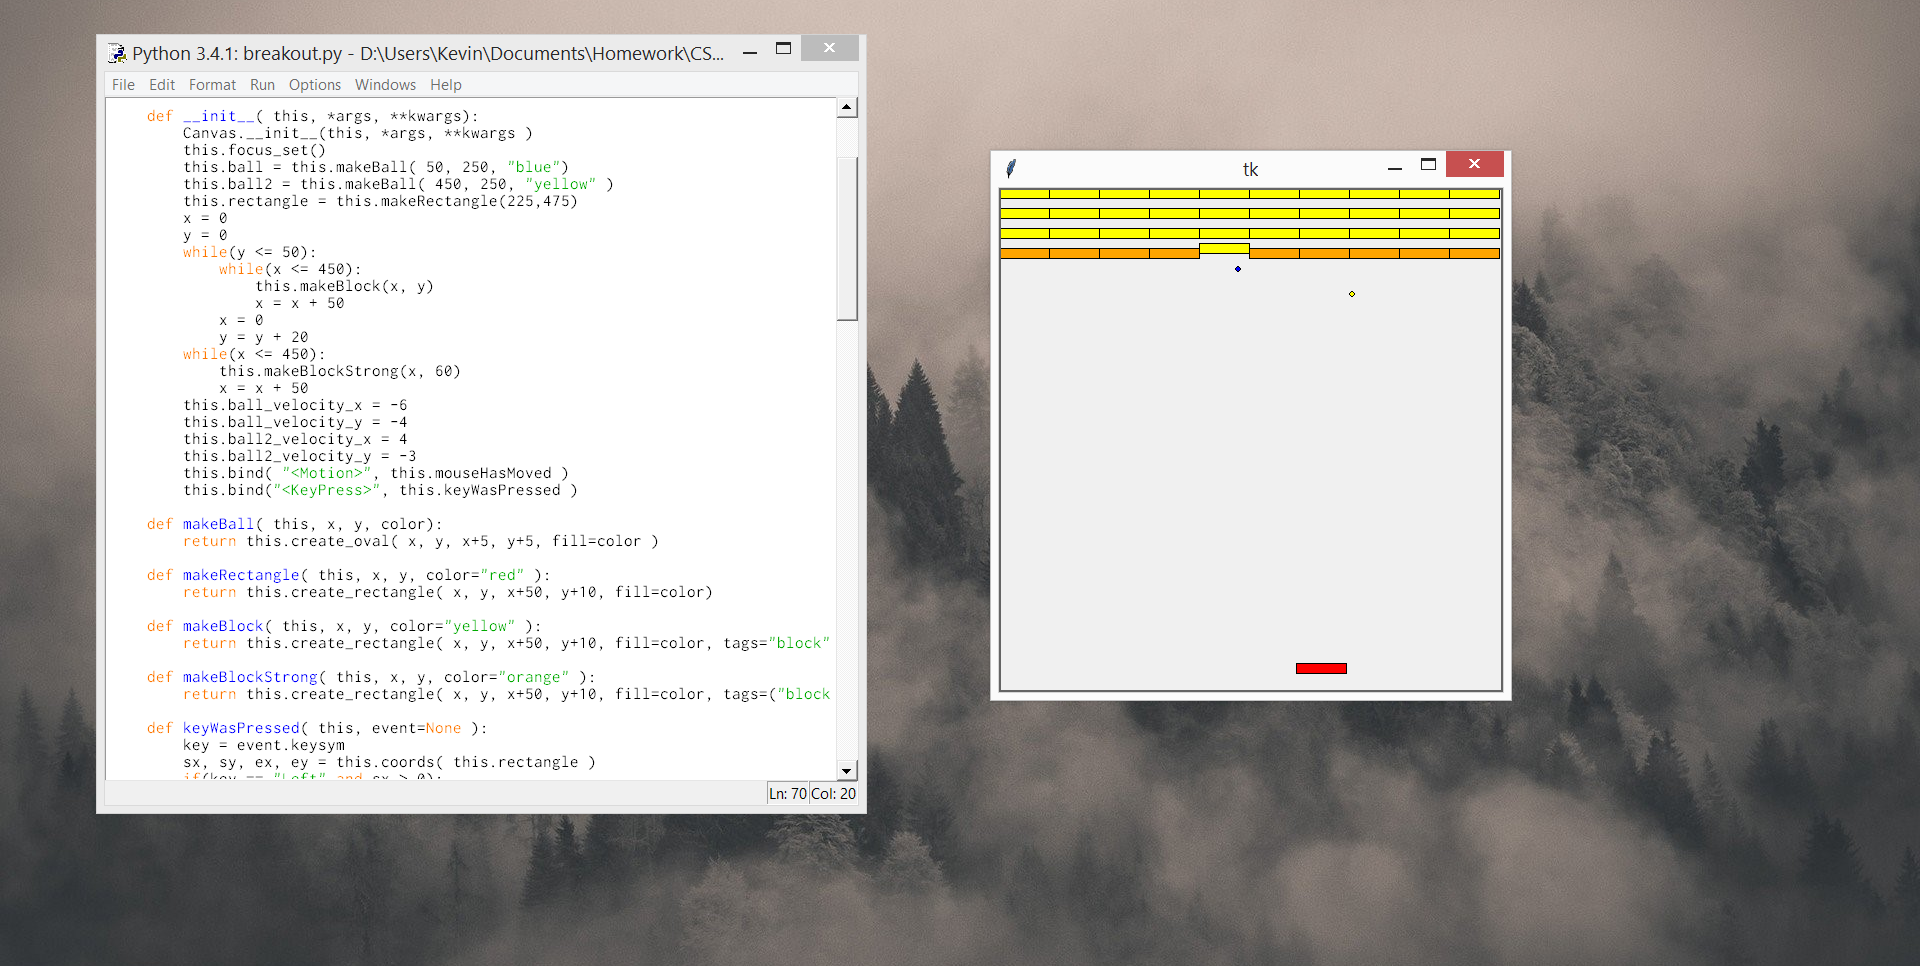 Python 3.4.1: breakout.py - D:\Users\Kevin\Documents\Homework\CS...
File Edit Format Run Options Windows Help
def __init__( this, *args, **kwargs):
Canvas.__init__(this, *args, **kwargs )
this.focus_set()
this.ball = this.makeBall( 50, 250, "blue")
this.ball2 = this.makeBall( 450, 250, "yellow" )
this.rectangle = this.makeRectangle(225,475)
x = 0
y = 0
while(y <= 50):
while(x <= 450):
this.makeBlock(x, y)
x = x + 50
x = 0
y = y + 20
while(x <= 450):
this.makeBlockStrong(x, 60)
x = x + 50
this.ball_velocity_x = -6
this.ball_velocity_y = -4
this.ball2_velocity_x = 4
this.ball2_velocity_y = -3
this.bind( "<Motion>", this.mouseHasMoved )
this.bind("<KeyPress>", this.keyWasPressed )
def makeBall( this, x, y, color):
return this.create_oval( x, y, x+5, y+5, fill=color )
def makeRectangle( this, x, y, color="red" ):
return this.create_rectangle( x, y, x+50, y+10, fill=color)
def makeBlock( this, x, y, color="yellow" ):
return this.create_rectangle( x, y, x+50, y+10, fill=color, tags="block"
def makeBlockStrong( this, x, y, color="orange" ):
return this.create_rectangle( x, y, x+50, y+10, fill=color, tags=("block
def keyWasPressed( this, event=None ):
key = event.keysym
sx, sy, ex, ey = this.coords( this.rectangle )
if(key == "Left" and sx > 0):
Ln: 70 Col: 20
tk